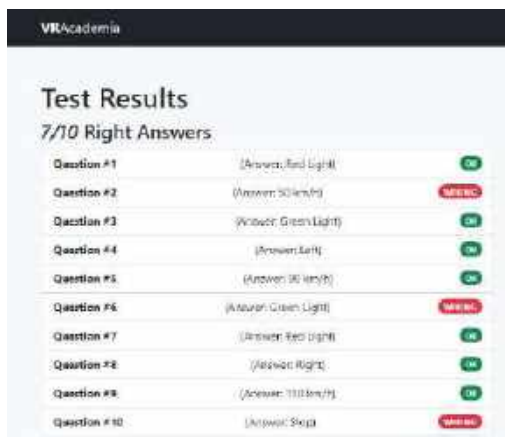 VRAcademia
Test Results
7/10 Right Answers
Question #1 (Answer: Red Light) OK
Question #2 (Answer: 50 km/h) WRONG
Question #3 (Answer: Green Light) OK
Question #4 (Answer: Left) OK
Question #5 (Answer: 90 km/h) OK
Question #6 (Answer: Green Light) WRONG
Question #7 (Answer: Red Light) OK
Question #8 (Answer: Right) OK
Question #9 (Answer: 110 km/h) OK
Question #10 (Answer: Stop) WRONG